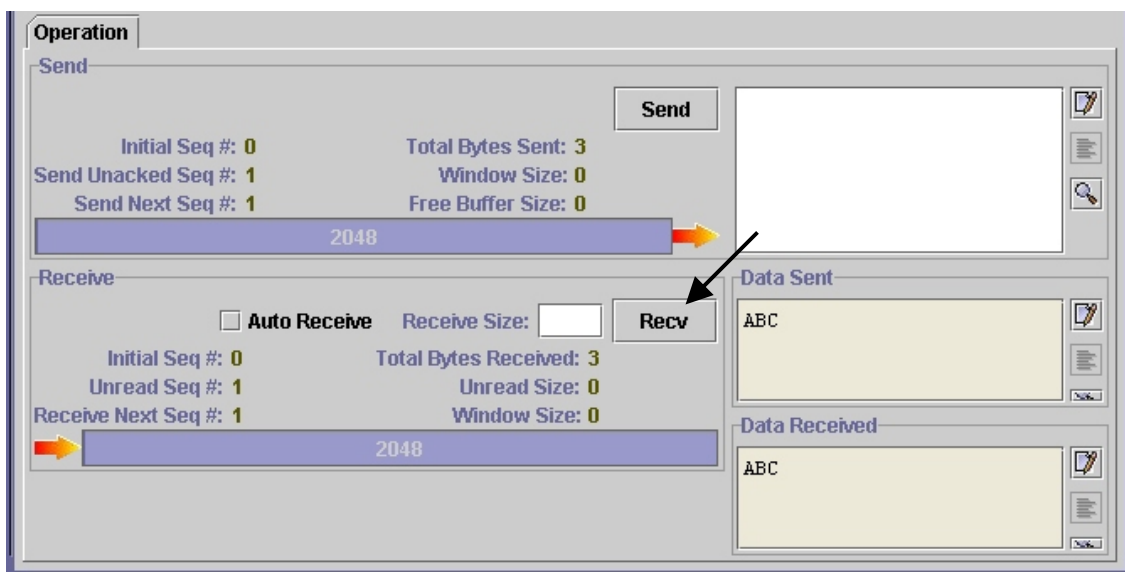 Operation
Send
Send
Initial Seq #: 0 Total Bytes Sent: 3
Send Unacked Seq #: 1 Window Size: 0
Send Next Seq #: 1 Free Buffer Size: 0
2048
Receive
Auto Receive Receive Size: Recv
Initial Seq #: 0 Total Bytes Received: 3
Unread Seq #: 1 Unread Size: 0
Receive Next Seq #: 1 Window Size: 0
2048
Data Sent
ABC
Data Received
ABC